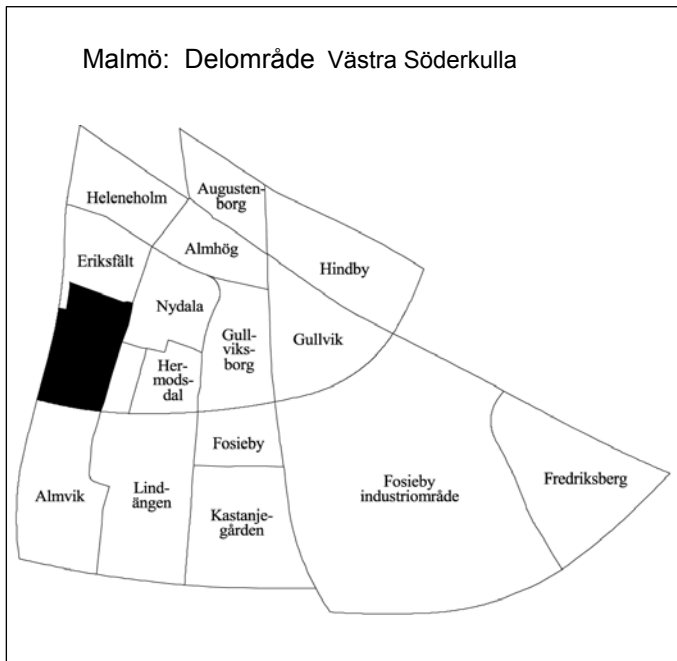 Malmö: Delområde Västra Söderkulla
Heleneholm
Augusten-
borg
Eriksfält
Almhög
Hindby
Nydala
Gull-
viks-
borg
Gullvik
Her-
mods-
dal
Fosieby
Almvik
Lind-
ängen
Kastanje-
gården
Fosieby
industriområde
Fredriksberg